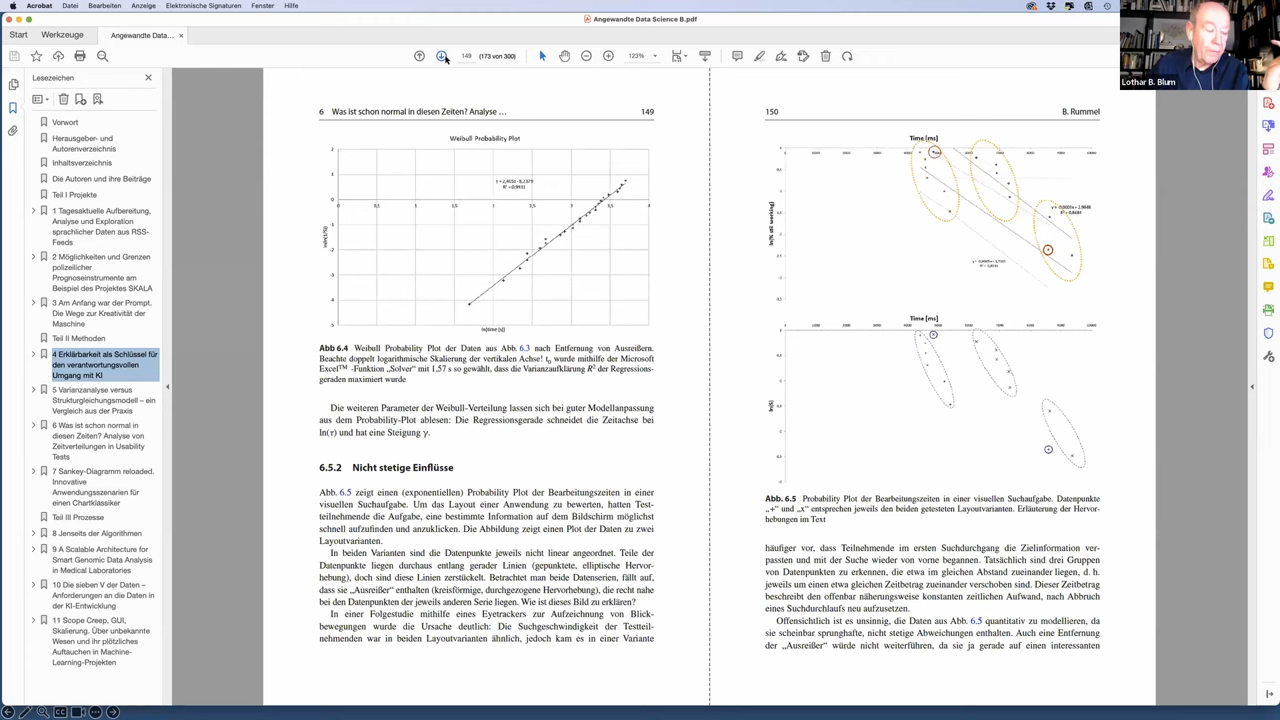 Acrobat Datei Bearbeiten Anzeige Elektronische Signaturen Fenster Hilfe
Angewandte Data Science B.pdf
Start Werkzeuge Angewandte Data...
149 (173 von 300) 123%
Lothar B. Blum
Lesezeichen
Vorwort
Herausgeber- und
Autorenverzeichnis
Inhaltsverzeichnis
Die Autoren und ihre Beiträge
Teil I Projekte
1 Tagesaktuelle Aufbereitung,
Analyse und Exploration
sprachlicher Daten aus RSS-
Feeds
2 Möglichkeiten und Grenzen
polizeilicher
Prognoseinstrumente am
Beispiel des Projektes SKALA
3 Am Anfang war der Prompt.
Die Wege zur Kreativität der
Maschine
Teil II Methoden
4 Erklärbarkeit als Schlüssel für
den verantwortungsvollen
Umgang mit KI
5 Varianzanalyse versus
Strukturgleichungsmodell – ein
Vergleich aus der Praxis
6 Was ist schon normal in
diesen Zeiten? Analyse von
Zeitverteilungen in Usability
Tests
7 Sankey-Diagramm reloaded.
Innovative
Anwendungsszenarien für
einen Chartklassiker
Teil III Prozesse
8 Jenseits der Algorithmen
9 A Scalable Architecture for
Smart Genomic Data Analysis
in Medical Laboratories
10 Die sieben V der Daten –
Anforderungen an die Daten in
der KI-Entwicklung
11 Scope Creep, GUI,
Skalierung. Über unbekannte
Wesen und ihr plötzliches
Auftauchen in Machine-
Learning-Projekten
6 Was ist schon normal in diesen Zeiten? Analyse … 149
Weibull Probability Plot
Abb 6.4 Weibull Probability Plot der Daten aus Abb. 6.3 nach Entfernung von Ausreißern.
Beachte doppelt logarithmische Skalierung der vertikalen Achse! t0 wurde mithilfe der Microsoft
Excel™ -Funktion „Solver“ mit 1,57 s so gewählt, dass die Varianzaufklärung R² der Regressions-
geraden maximiert wurde
Die weiteren Parameter der Weibull-Verteilung lassen sich bei guter Modellanpassung
aus dem Probability-Plot ablesen: Die Regressionsgerade schneidet die Zeitachse bei
ln(τ) und hat eine Steigung γ.
6.5.2 Nicht stetige Einflüsse
Abb. 6.5 zeigt einen (exponentiellen) Probability Plot der Bearbeitungszeiten in einer
visuellen Suchaufgabe. Um das Layout einer Anwendung zu bewerten, hatten Test-
teilnehmende die Aufgabe, eine bestimmte Information auf dem Bildschirm möglichst
schnell aufzufinden und anzuklicken. Die Abbildung zeigt einen Plot der Daten zu zwei
Layoutvarianten.
In beiden Varianten sind die Datenpunkte jeweils nicht linear angeordnet. Teile der
Datenpunkte liegen durchaus entlang gerader Linien (gepunktete, elliptische Hervor-
hebung), doch sind diese Linien zerstückelt. Betrachtet man beide Datenserien, fällt auf,
dass sie „Ausreißer“ enthalten (kreisförmige, durchgezogene Hervorhebung), die recht nahe
bei den Datenpunkten der jeweils anderen Serie liegen. Wie ist dieses Bild zu erklären?
In einer Folgestudie mithilfe eines Eyetrackers zur Aufzeichnung von Blick-
bewegungen wurde die Ursache deutlich: Die Suchgeschwindigkeit der Testteil-
nehmenden war in beiden Layoutvarianten ähnlich, jedoch kam es in einer Variante
150 B. Rummel
Time [ms]
ln(% still working)
Time [ms]
ln(S)
Abb. 6.5 Probability Plot der Bearbeitungszeiten in einer visuellen Suchaufgabe. Datenpunkte
„+“ und „x“ entsprechen jeweils den beiden getesteten Layoutvarianten. Erläuterung der Hervor-
hebungen im Text
häufiger vor, dass Teilnehmende im ersten Suchdurchgang die Zielinformation ver-
passten und mit der Suche wieder von vorne begannen. Tatsächlich sind drei Gruppen
von Datenpunkten zu erkennen, die etwa im gleichen Abstand zueinander liegen, d. h.
jeweils um einen etwa gleichen Zeitbetrag zueinander verschoben sind. Dieser Zeitbetrag
beschreibt den offenbar näherungsweise konstanten zeitlichen Aufwand, nach Abbruch
eines Suchdurchlaufs neu aufzusetzen.
Offensichtlich ist es unsinnig, die Daten aus Abb. 6.5 quantitativ zu modellieren, da
sie scheinbar sprunghafte, nicht stetige Abweichungen enthalten. Auch eine Entfernung
der „Ausreißer“ würde nicht weiterführen, da sie ja gerade auf einen interessanten